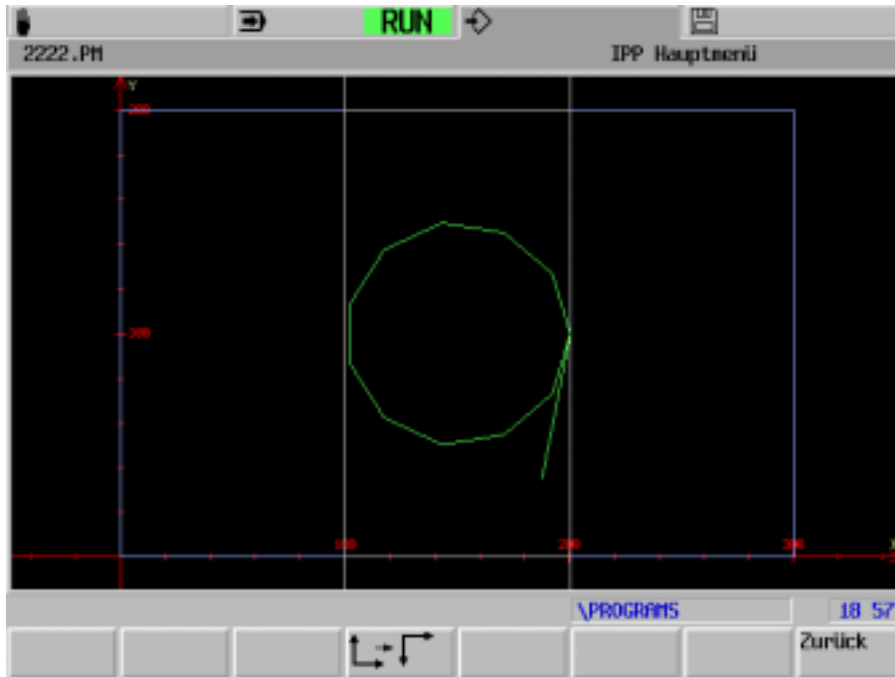 RUN
2222.PM IPP Hauptmenü
Y
200
100
100 200 300
X
\PROGRAMS 18 57
Zurück